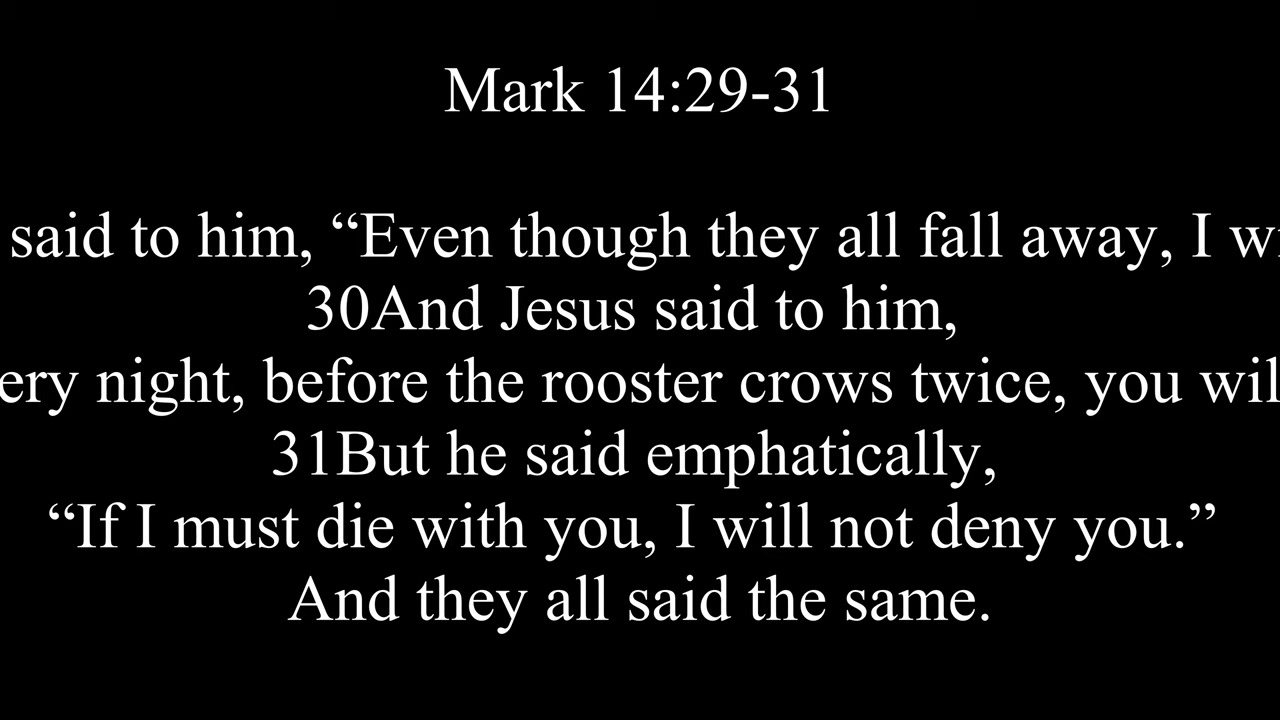 Mark 14:29-31
said to him, “Even though they all fall away, I
30And Jesus said to him,
night, before the rooster crows twice, you
31But he said emphatically,
“If I must die with you, I will not deny you.”
And they all said the same.